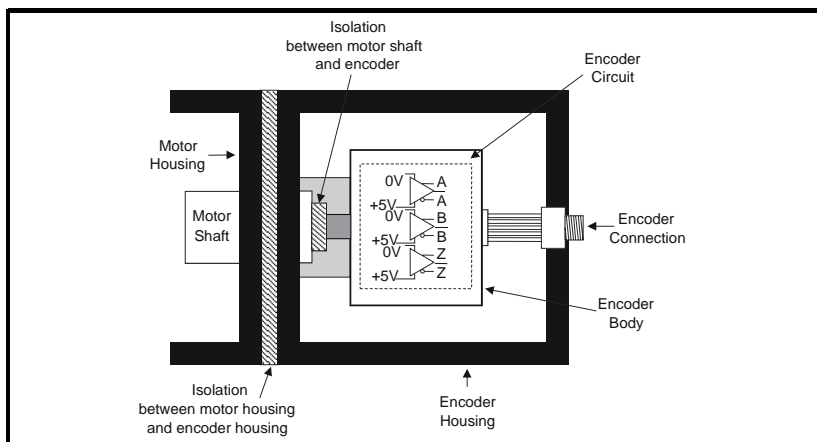 Isolation
between motor shaft
and encoder
Encoder
Circuit
Motor
Housing
Motor
Shaft
0V
A
+5V
A̅
0V
B
+5V
B̅
0V
Z
+5V
Z̅
Encoder
Connection
Encoder
Body
Isolation
between motor housing
and encoder housing
Encoder
Housing